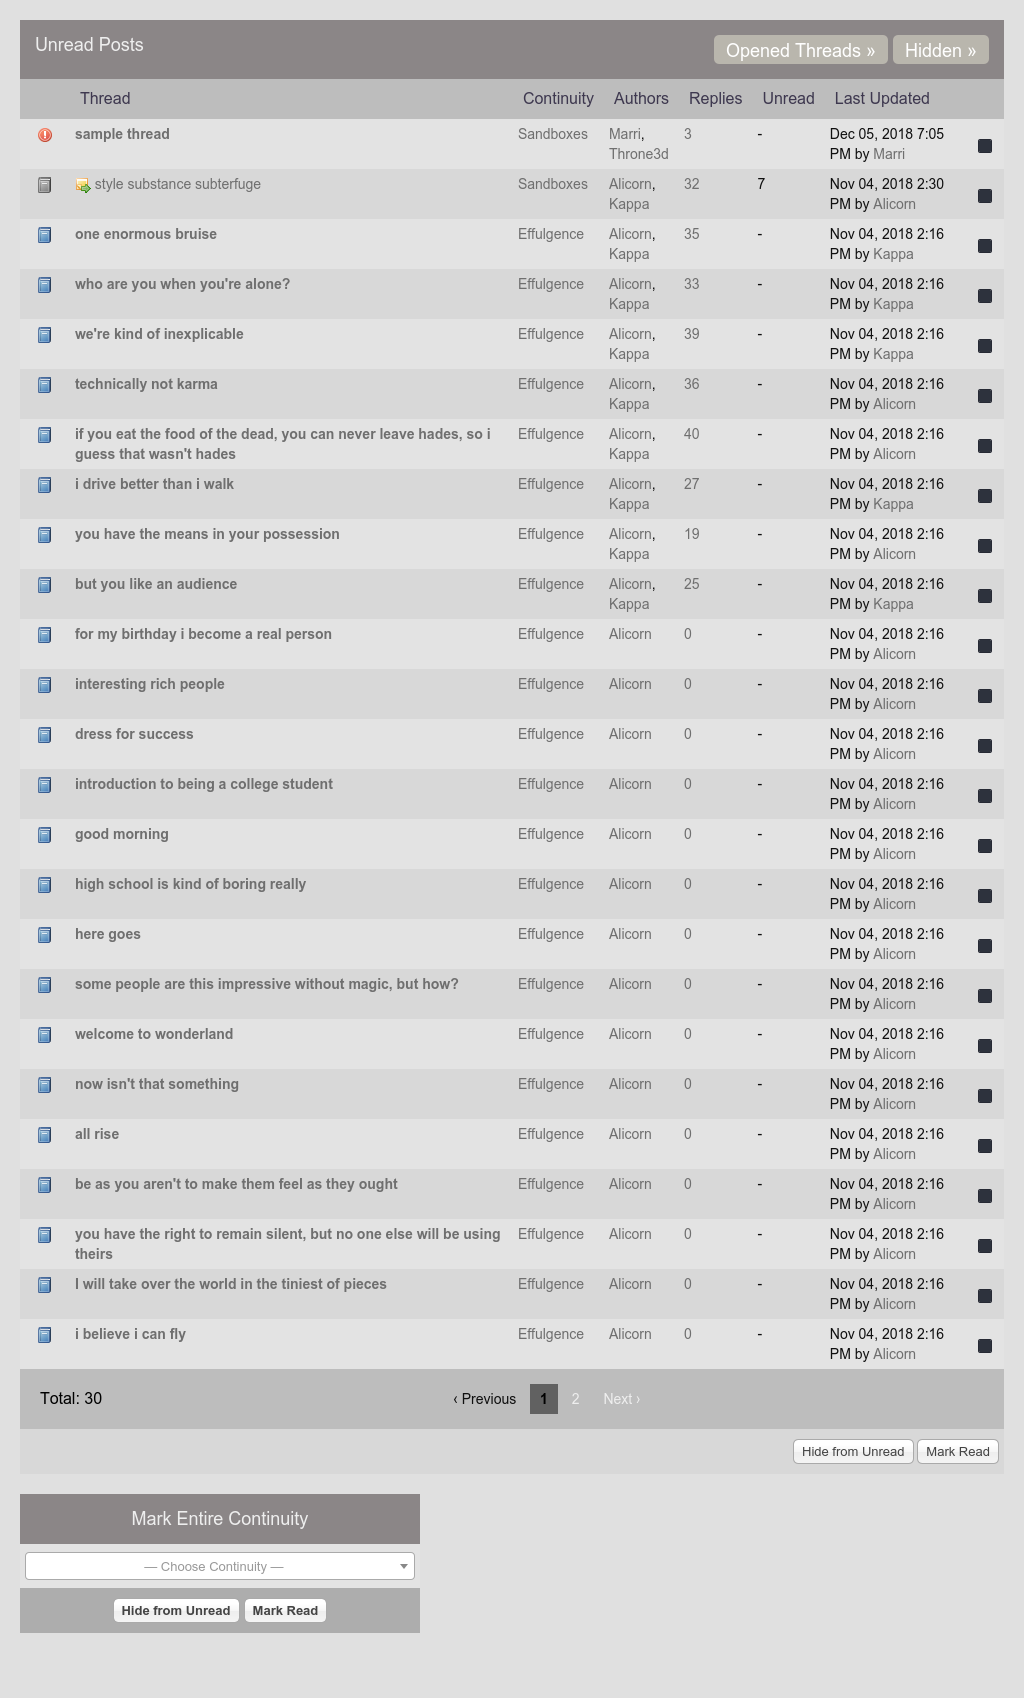 Unread Posts Opened Threads » Hidden »
Thread Continuity Authors Replies Unread Last Updated
sample thread Sandboxes Marri, 3 - Dec 05, 2018 7:05
Throne3d PM by Marri
style substance subterfuge Sandboxes Alicorn, 32 7 Nov 04, 2018 2:30
Kappa PM by Alicorn
one enormous bruise Effulgence Alicorn, 35 - Nov 04, 2018 2:16
Kappa PM by Kappa
who are you when you're alone? Effulgence Alicorn, 33 - Nov 04, 2018 2:16
Kappa PM by Kappa
we're kind of inexplicable Effulgence Alicorn, 39 - Nov 04, 2018 2:16
Kappa PM by Kappa
technically not karma Effulgence Alicorn, 36 - Nov 04, 2018 2:16
Kappa PM by Alicorn
if you eat the food of the dead, you can never leave hades, so i Effulgence Alicorn, 40 - Nov 04, 2018 2:16
guess that wasn't hades Kappa PM by Alicorn
i drive better than i walk Effulgence Alicorn, 27 - Nov 04, 2018 2:16
Kappa PM by Kappa
you have the means in your possession Effulgence Alicorn, 19 - Nov 04, 2018 2:16
Kappa PM by Alicorn
but you like an audience Effulgence Alicorn, 25 - Nov 04, 2018 2:16
Kappa PM by Kappa
for my birthday i become a real person Effulgence Alicorn 0 - Nov 04, 2018 2:16
PM by Alicorn
interesting rich people Effulgence Alicorn 0 - Nov 04, 2018 2:16
PM by Alicorn
dress for success Effulgence Alicorn 0 - Nov 04, 2018 2:16
PM by Alicorn
introduction to being a college student Effulgence Alicorn 0 - Nov 04, 2018 2:16
PM by Alicorn
good morning Effulgence Alicorn 0 - Nov 04, 2018 2:16
PM by Alicorn
high school is kind of boring really Effulgence Alicorn 0 - Nov 04, 2018 2:16
PM by Alicorn
here goes Effulgence Alicorn 0 - Nov 04, 2018 2:16
PM by Alicorn
some people are this impressive without magic, but how? Effulgence Alicorn 0 - Nov 04, 2018 2:16
PM by Alicorn
welcome to wonderland Effulgence Alicorn 0 - Nov 04, 2018 2:16
PM by Alicorn
now isn't that something Effulgence Alicorn 0 - Nov 04, 2018 2:16
PM by Alicorn
all rise Effulgence Alicorn 0 - Nov 04, 2018 2:16
PM by Alicorn
be as you aren't to make them feel as they ought Effulgence Alicorn 0 - Nov 04, 2018 2:16
PM by Alicorn
you have the right to remain silent, but no one else will be using Effulgence Alicorn 0 - Nov 04, 2018 2:16
theirs PM by Alicorn
I will take over the world in the tiniest of pieces Effulgence Alicorn 0 - Nov 04, 2018 2:16
PM by Alicorn
i believe i can fly Effulgence Alicorn 0 - Nov 04, 2018 2:16
PM by Alicorn
Total: 30 ‹ Previous 1 2 Next ›
Hide from Unread Mark Read
Mark Entire Continuity
— Choose Continuity —
Hide from Unread Mark Read